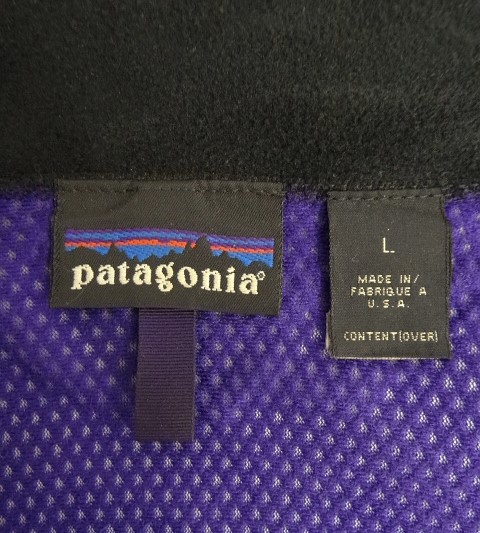 patagonia®
L
MADE IN/
FABRIQUE A
U.S.A.
CONTENT(OVER)